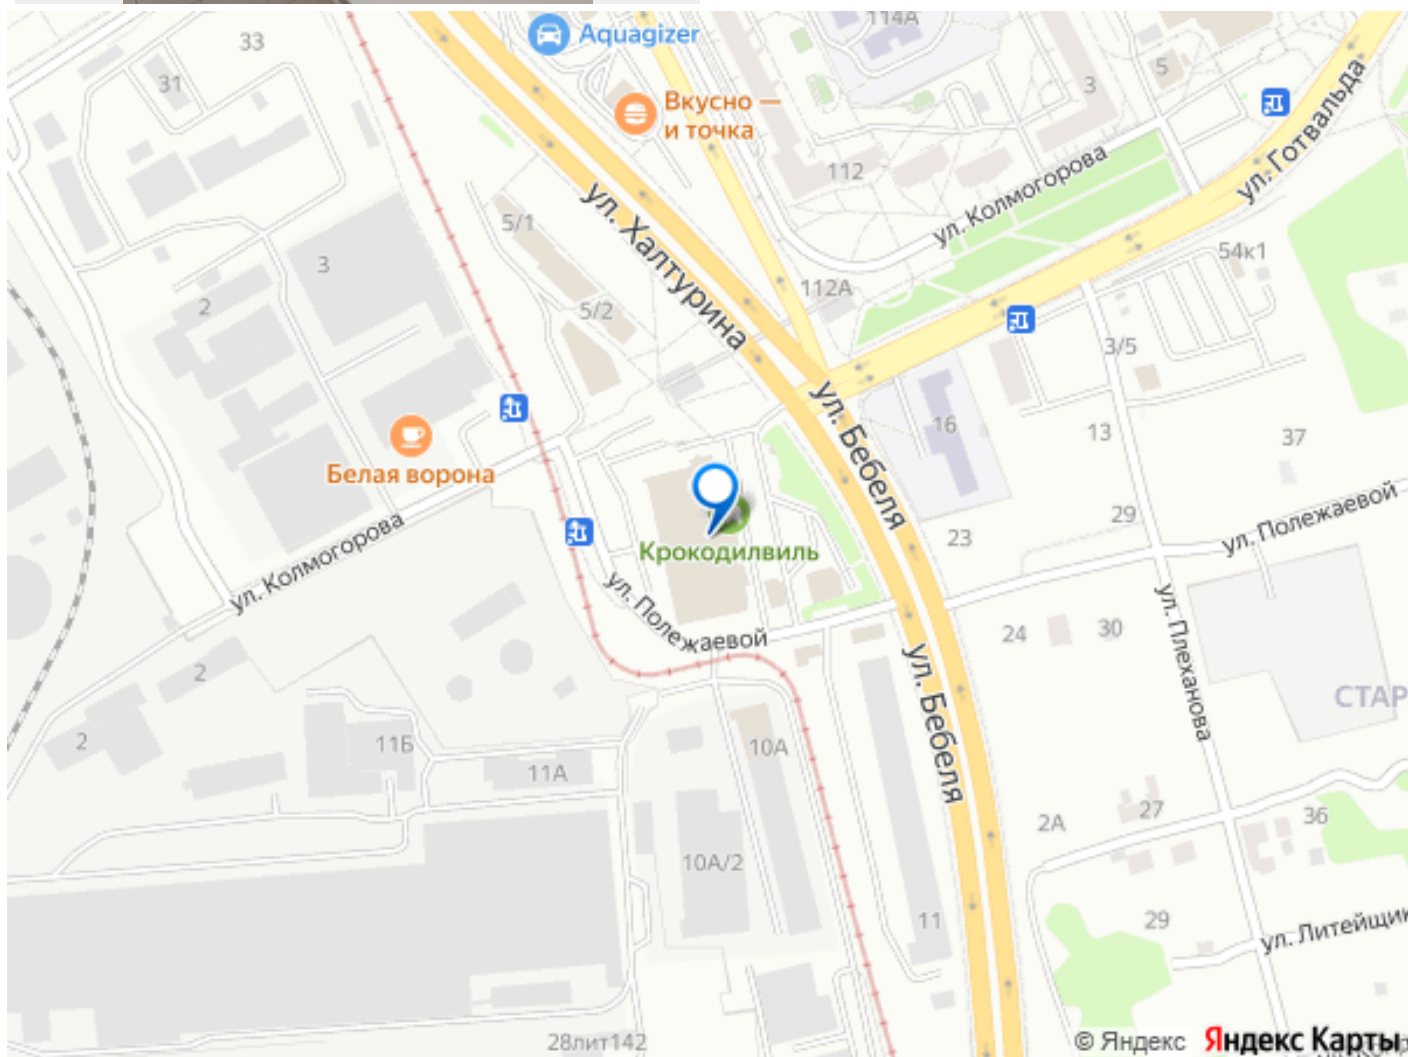 114А
33
Aquagizer
31
3
5
Вкусно —
и точка
ул. Готвальда
112
ул. Колмогорова
5/1
ул. Халтурина
54к1
3
2
112А
5/2
3/5
ул. Бебеля
16
13
37
Белая ворона
ул. Полежаевой
29
23
ул. Колмогорова
Крокодилвиль
ул. Полежаевой
24
30
ул. Плеханова
2
ул. Бебеля
СТАР
2
11Б
10А
11А
2А
27
36
10А/2
11
29
ул. Литейщик
28лит142
© Яндекс Яндекс Карты